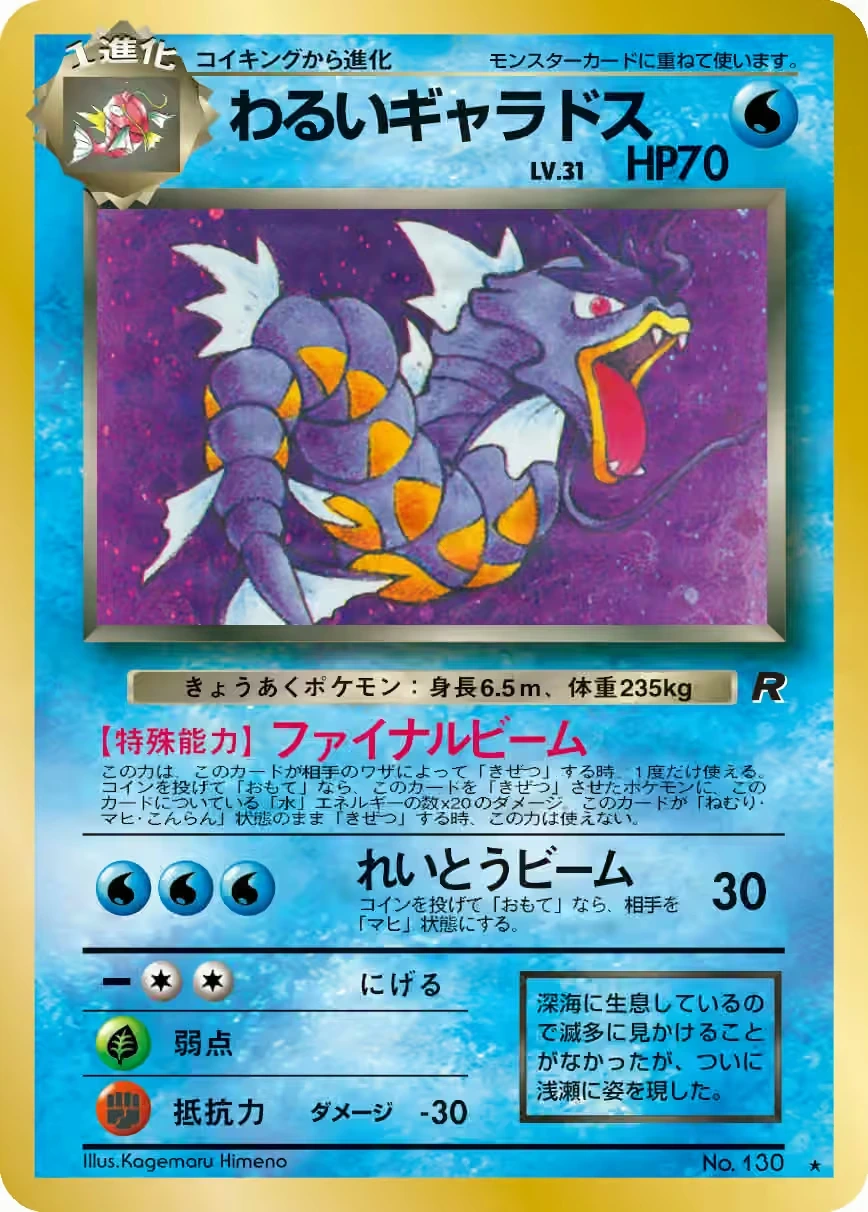 1進化
コイキングから進化
モンスターカードに重ねて使います。
わるいギャラドス
LV.31 HP70
きょうあくポケモン：身長6.5m、体重235kg
R
【特殊能力】ファイナルビーム
この力は、このカードが相手のワザによって「きぜつ」する時、1度だけ使える。
コインを投げて「おもて」なら、このカードを「きぜつ」させたポケモンに、この
カードについている「水」エネルギーの数×20のダメージ。このカードが「ねむり・
マヒ・こんらん」状態のまま「きぜつ」する時、この力は使えない。
れいとうビーム 30
コインを投げて「おもて」なら、相手を
「マヒ」状態にする。
にげる
弱点
抵抗力 ダメージ -30
深海に生息しているの
で滅多に見かけること
がなかったが、ついに
浅瀬に姿を現した。
Illus.Kagemaru Himeno
No. 130 ★